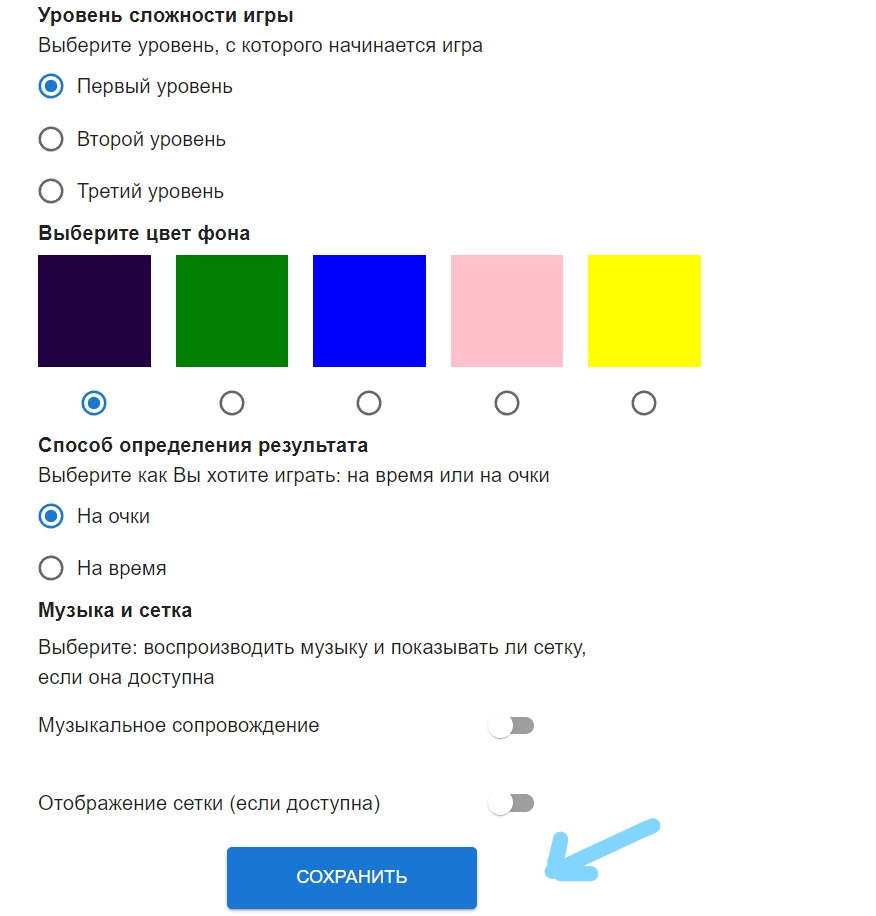 Уровень сложности игры
Выберите уровень, с которого начинается игра
Первый уровень
Второй уровень
Третий уровень
Выберите цвет фона
Способ определения результата
Выберите как Вы хотите играть: на время или на очки
На очки
На время
Музыка и сетка
Выберите: воспроизводить музыку и показывать ли сетку,
если она доступна
Музыкальное сопровождение
Отображение сетки (если доступна)
СОХРАНИТЬ